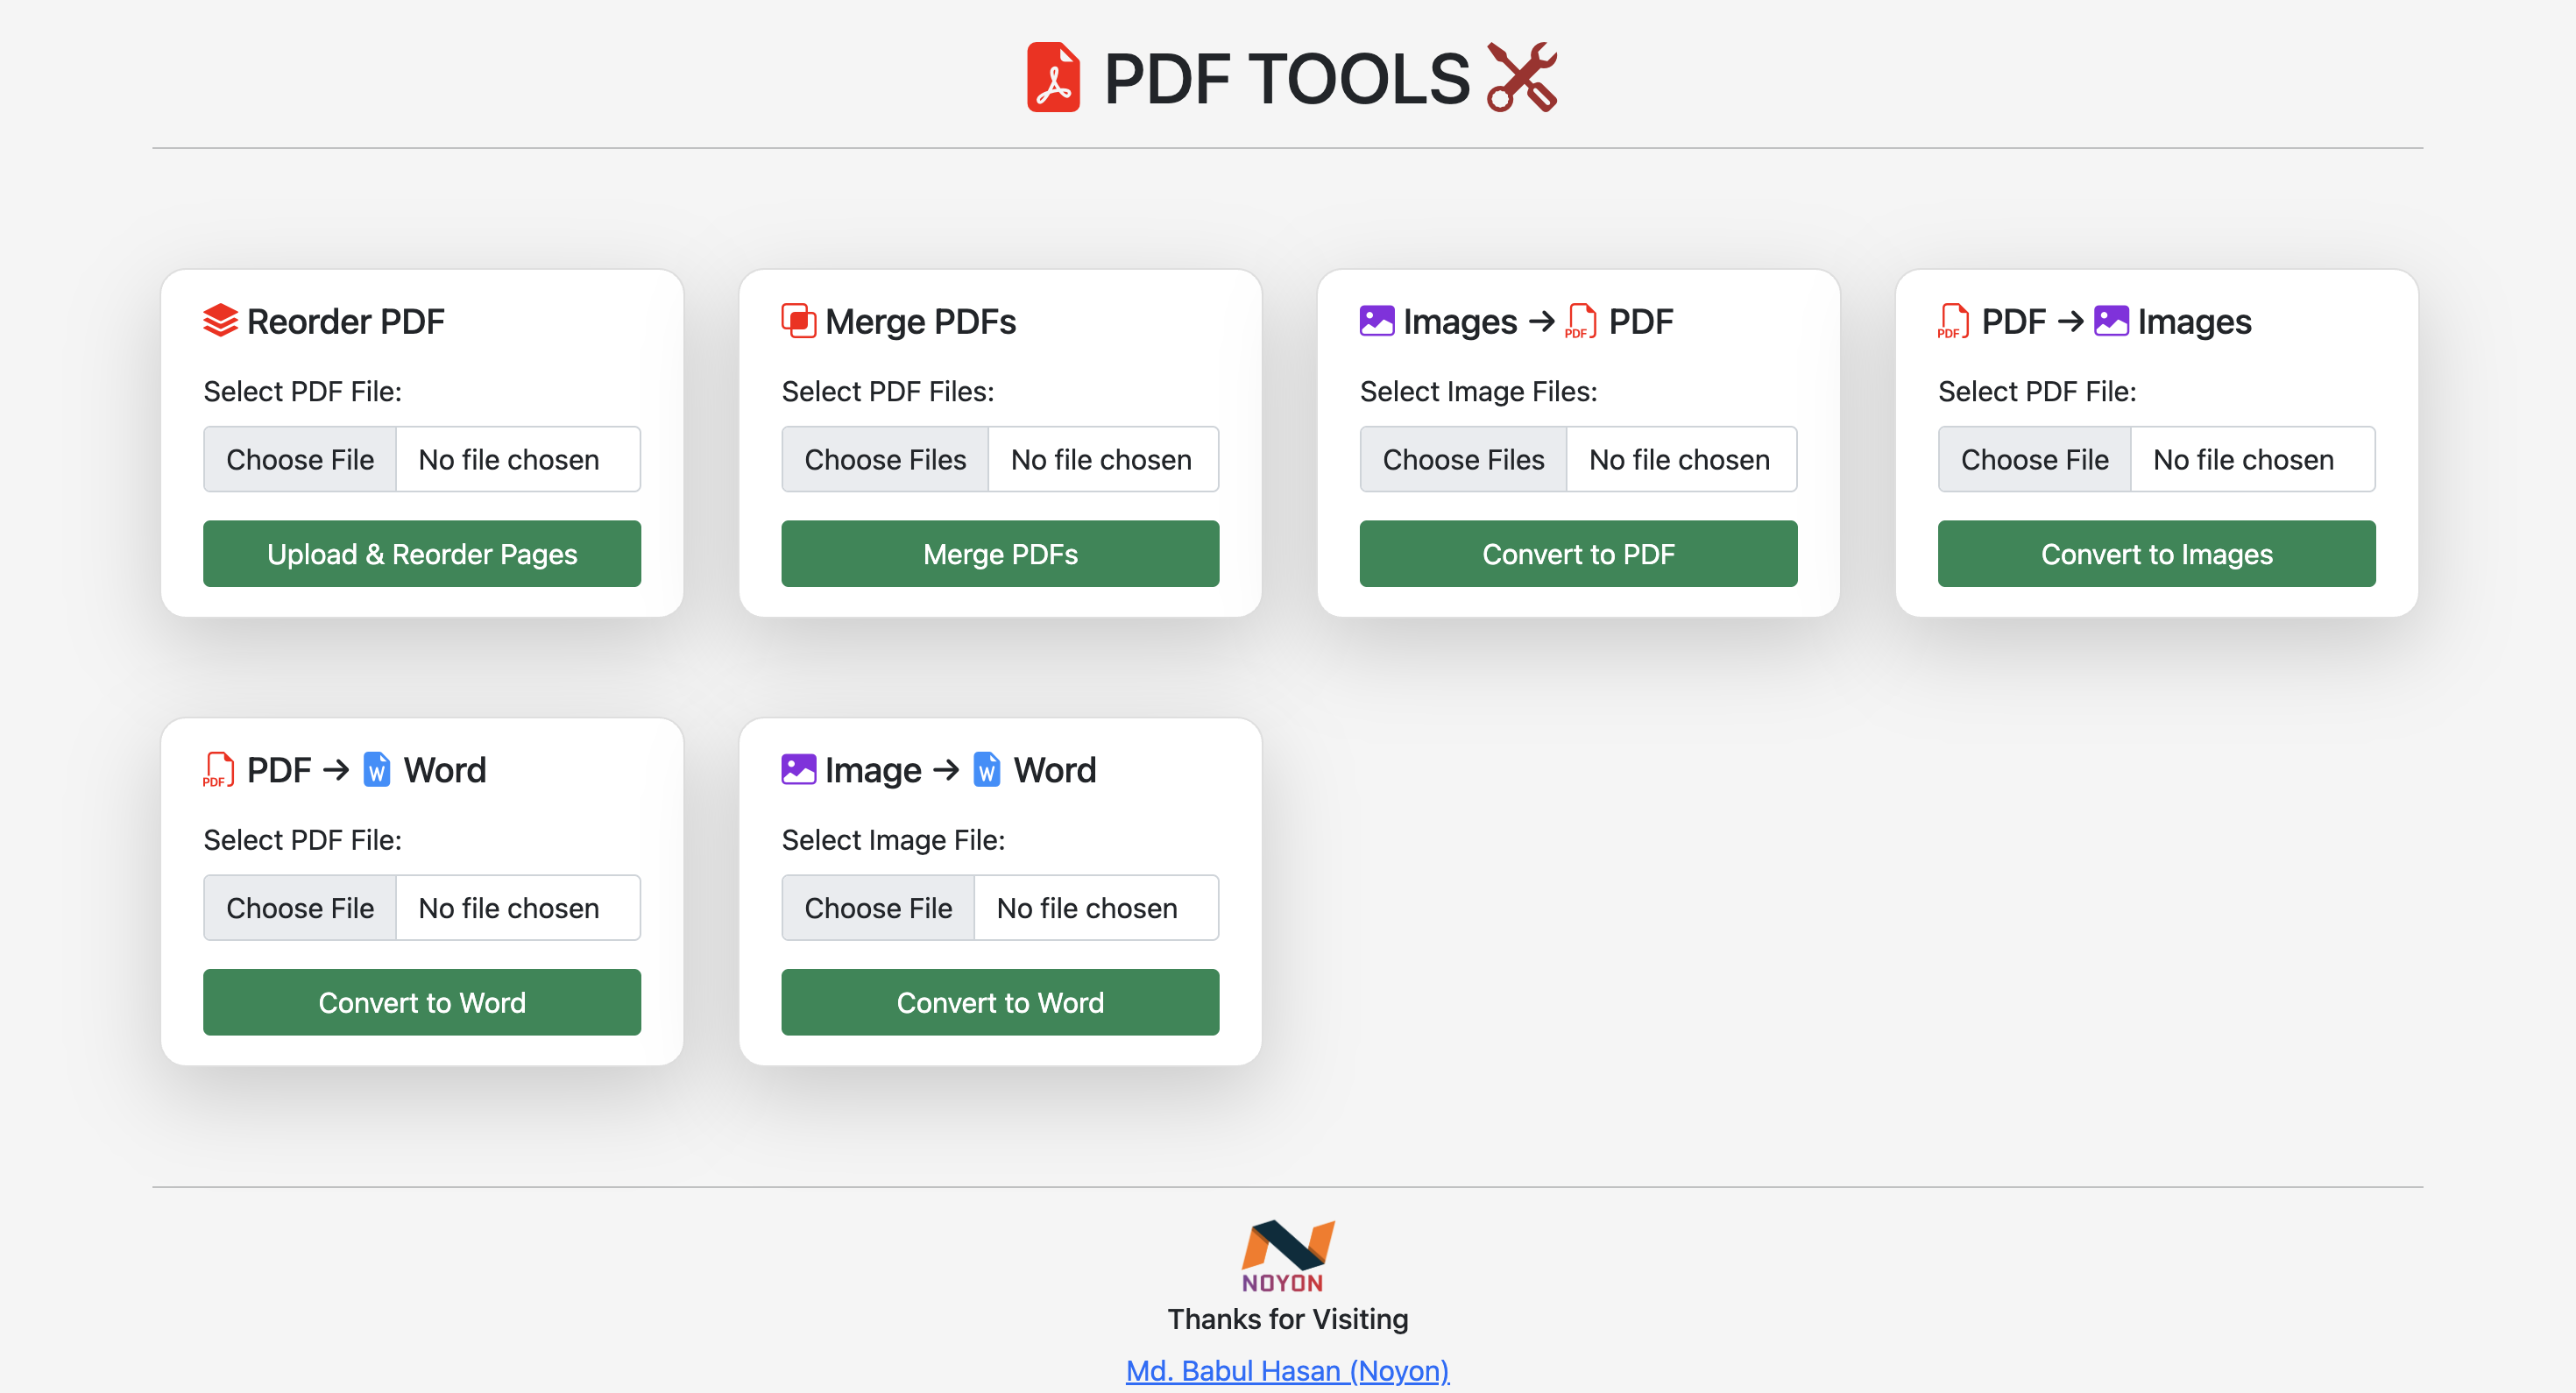 PDF TOOLS
Reorder PDF
Select PDF File:
Choose File No file chosen
Upload & Reorder Pages
Merge PDFs
Select PDF Files:
Choose Files No file chosen
Merge PDFs
Images → PDF PDF
Select Image Files:
Choose Files No file chosen
Convert to PDF
PDF PDF → Images
Select PDF File:
Choose File No file chosen
Convert to Images
PDF PDF → W Word
Select PDF File:
Choose File No file chosen
Convert to Word
Image → W Word
Select Image File:
Choose File No file chosen
Convert to Word
NOYON
Thanks for Visiting
Md. Babul Hasan (Noyon)